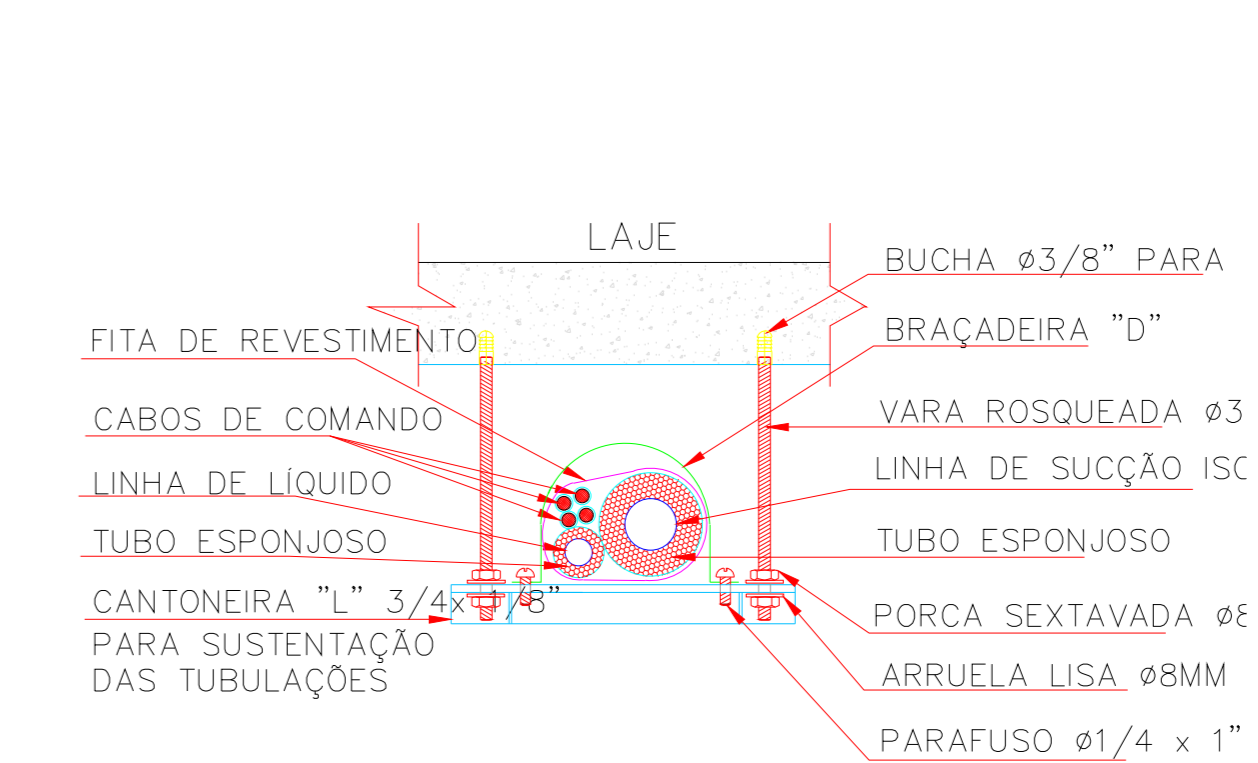 LAJE
FITA DE REVESTIMENTO
CABOS DE COMANDO
LINHA DE LÍQUIDO
TUBO ESPONJOSO
CANTONEIRA "L" 3/4x 1/8"
PARA SUSTENTAÇÃO
DAS TUBULAÇÕES
BUCHA ø3/8" PARA
BRAÇADEIRA "D"
VARA ROSQUEADA ø3
LINHA DE SUCÇÃO ISO
TUBO ESPONJOSO
PORCA SEXTAVADA ø8
ARRUELA LISA ø8MM
PARAFUSO ø1/4 x 1"